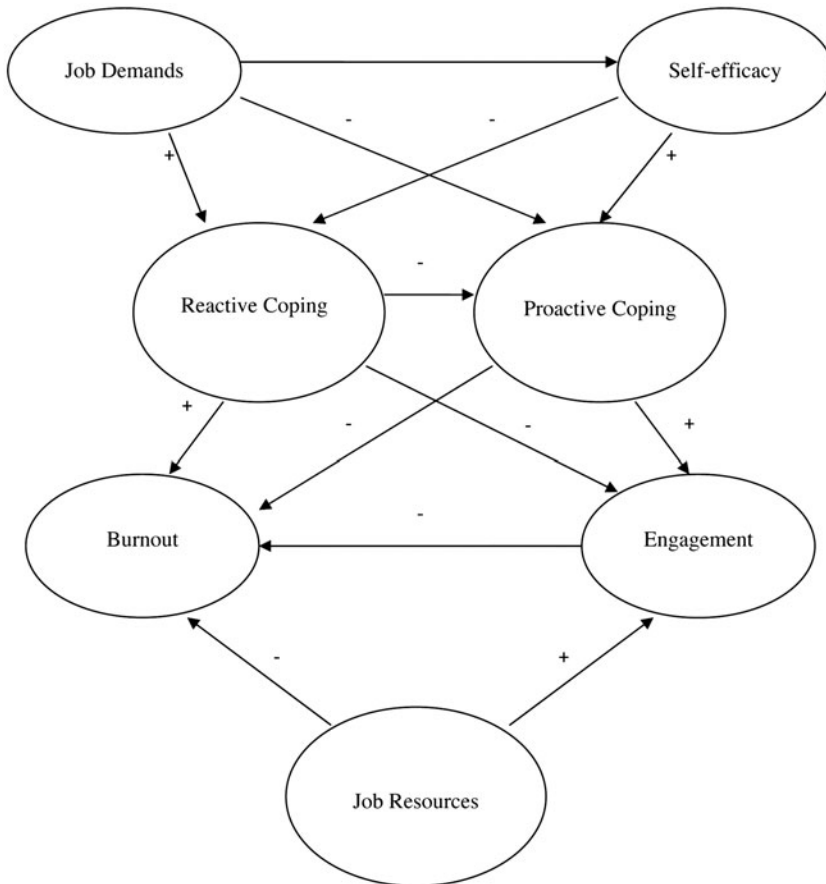 Job Demands
Self-efficacy
-
-
+
+
Reactive Coping
-
Proactive Coping
+
-
-
+
Burnout
-
Engagement
-
+
Job Resources